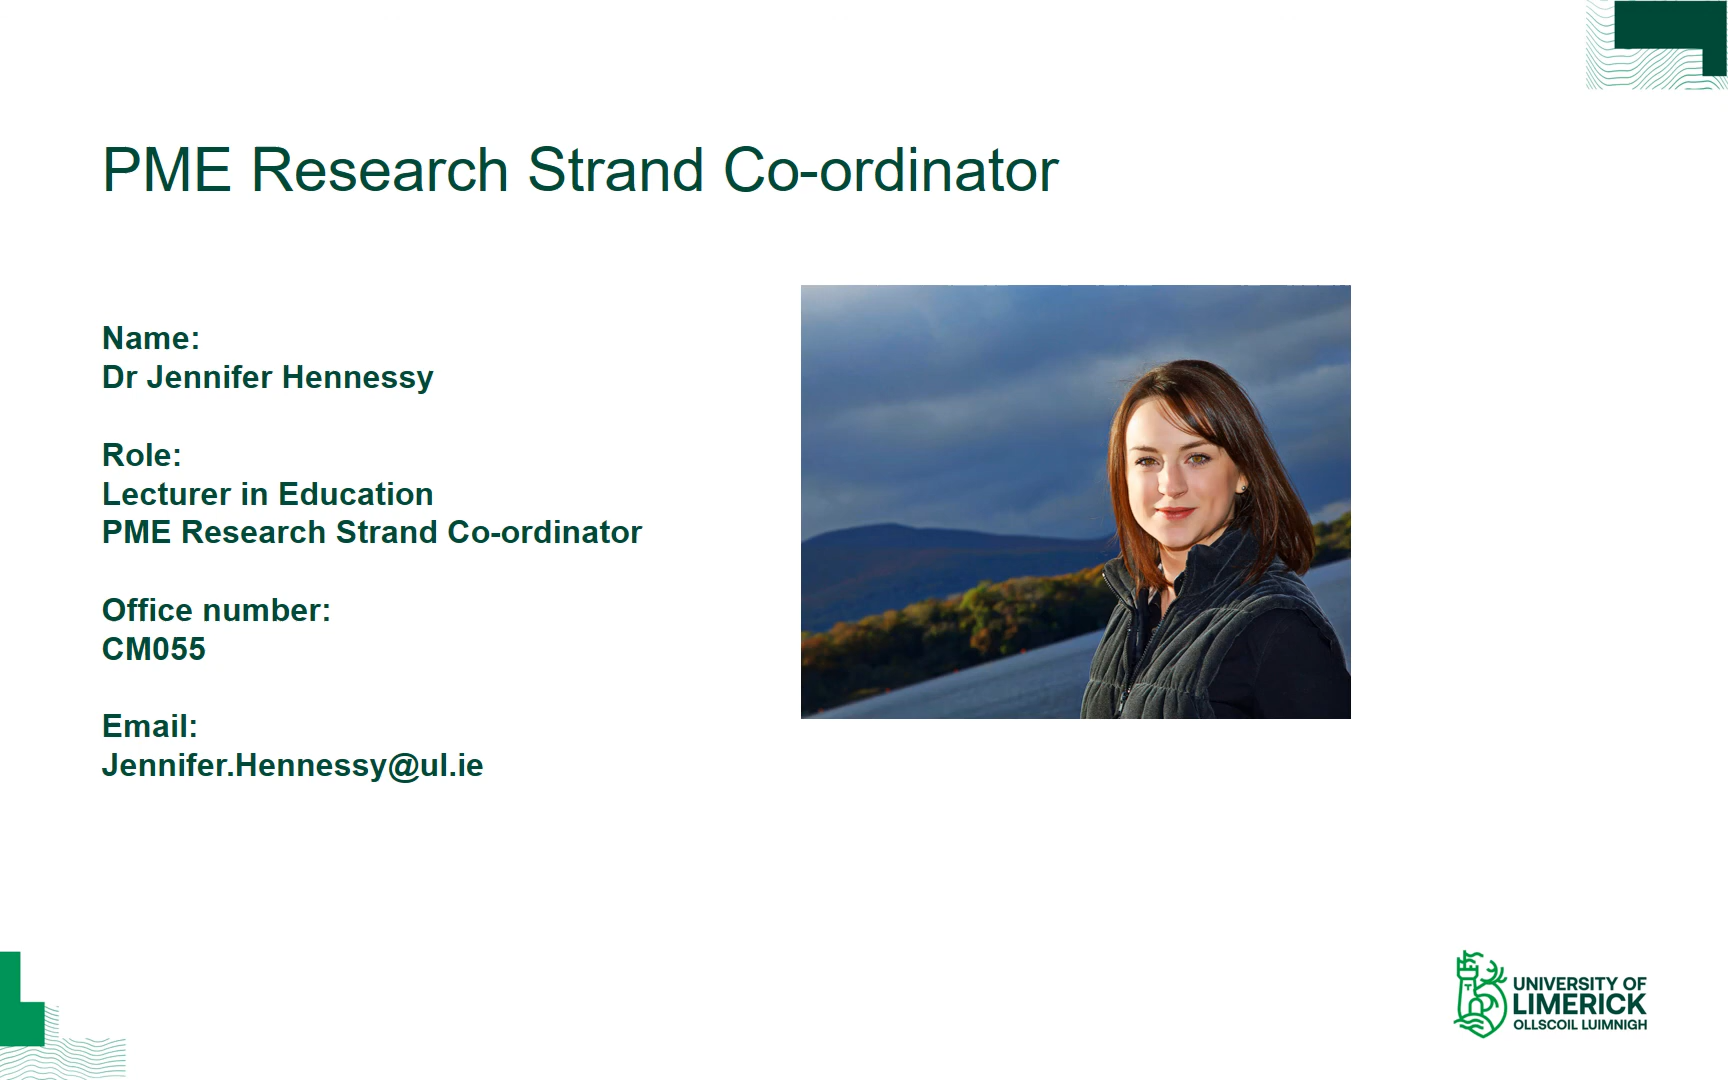 PME Research Strand Co-ordinator
Name:
Dr Jennifer Hennessy
Role:
Lecturer in Education
PME Research Strand Co-ordinator
Office number:
CM055
Email:
Jennifer.Hennessy@ul.ie
UNIVERSITY OF
LIMERICK
OLLSCOIL LUIMNIGH